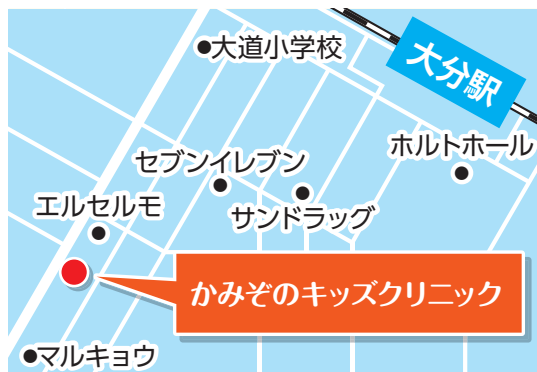 大道小学校
大分駅
ホルトホール
セブンイレブン
サンドラッグ
エルセルモ
かみぞのキッズクリニック
マルキョウ